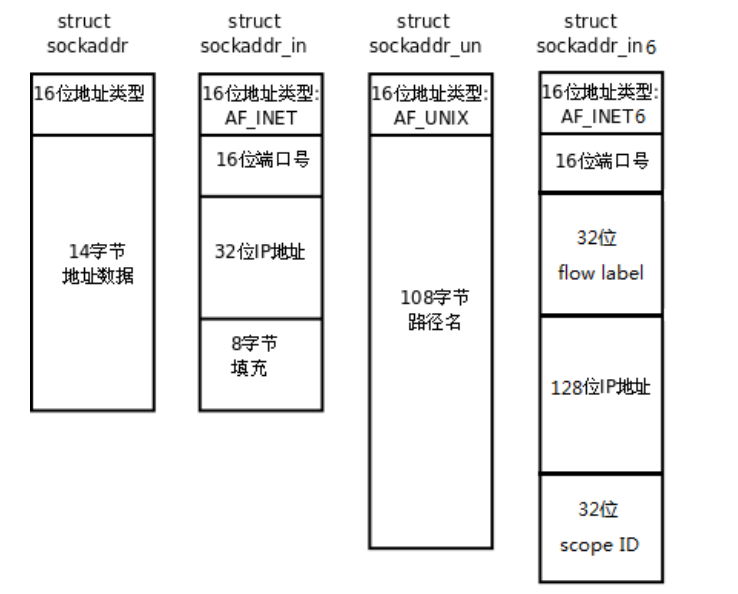 struct
sockaddr
16位地址类型
14字节
地址数据
struct
sockaddr_in
16位地址类型:
AF_INET
16位端口号
32位IP地址
8字节
填充
struct
sockaddr_un
16位地址类型:
AF_UNIX
108字节
路径名
struct
sockaddr_in6
16位地址类型:
AF_INET6
16位端口号
32位
flow label
128位IP地址
32位
scope ID